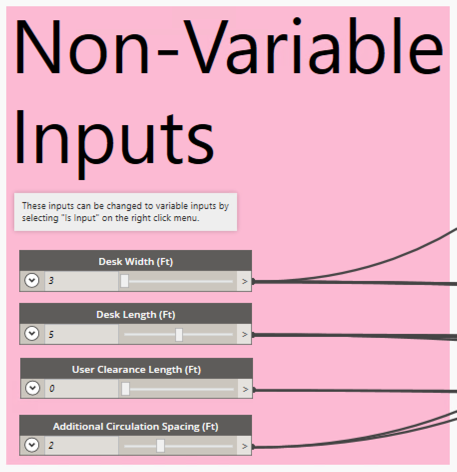 Non-Variable
Inputs
These inputs can be changed to variable inputs by
selecting "Is Input" on the right click menu.
Desk Width (Ft)
3 >
Desk Length (Ft)
5 >
User Clearance Length (Ft)
0 >
Additional Circulation Spacing (Ft)
2 >